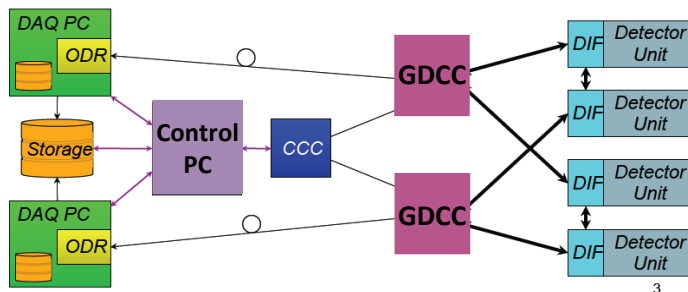 DAQ PC
ODR
Storage
DAQ PC
ODR
Control
PC
CCC
GDCC
GDCC
DIF
Detector
Unit
DIF
Detector
Unit
DIF
Detector
Unit
DIF
Detector
Unit
3